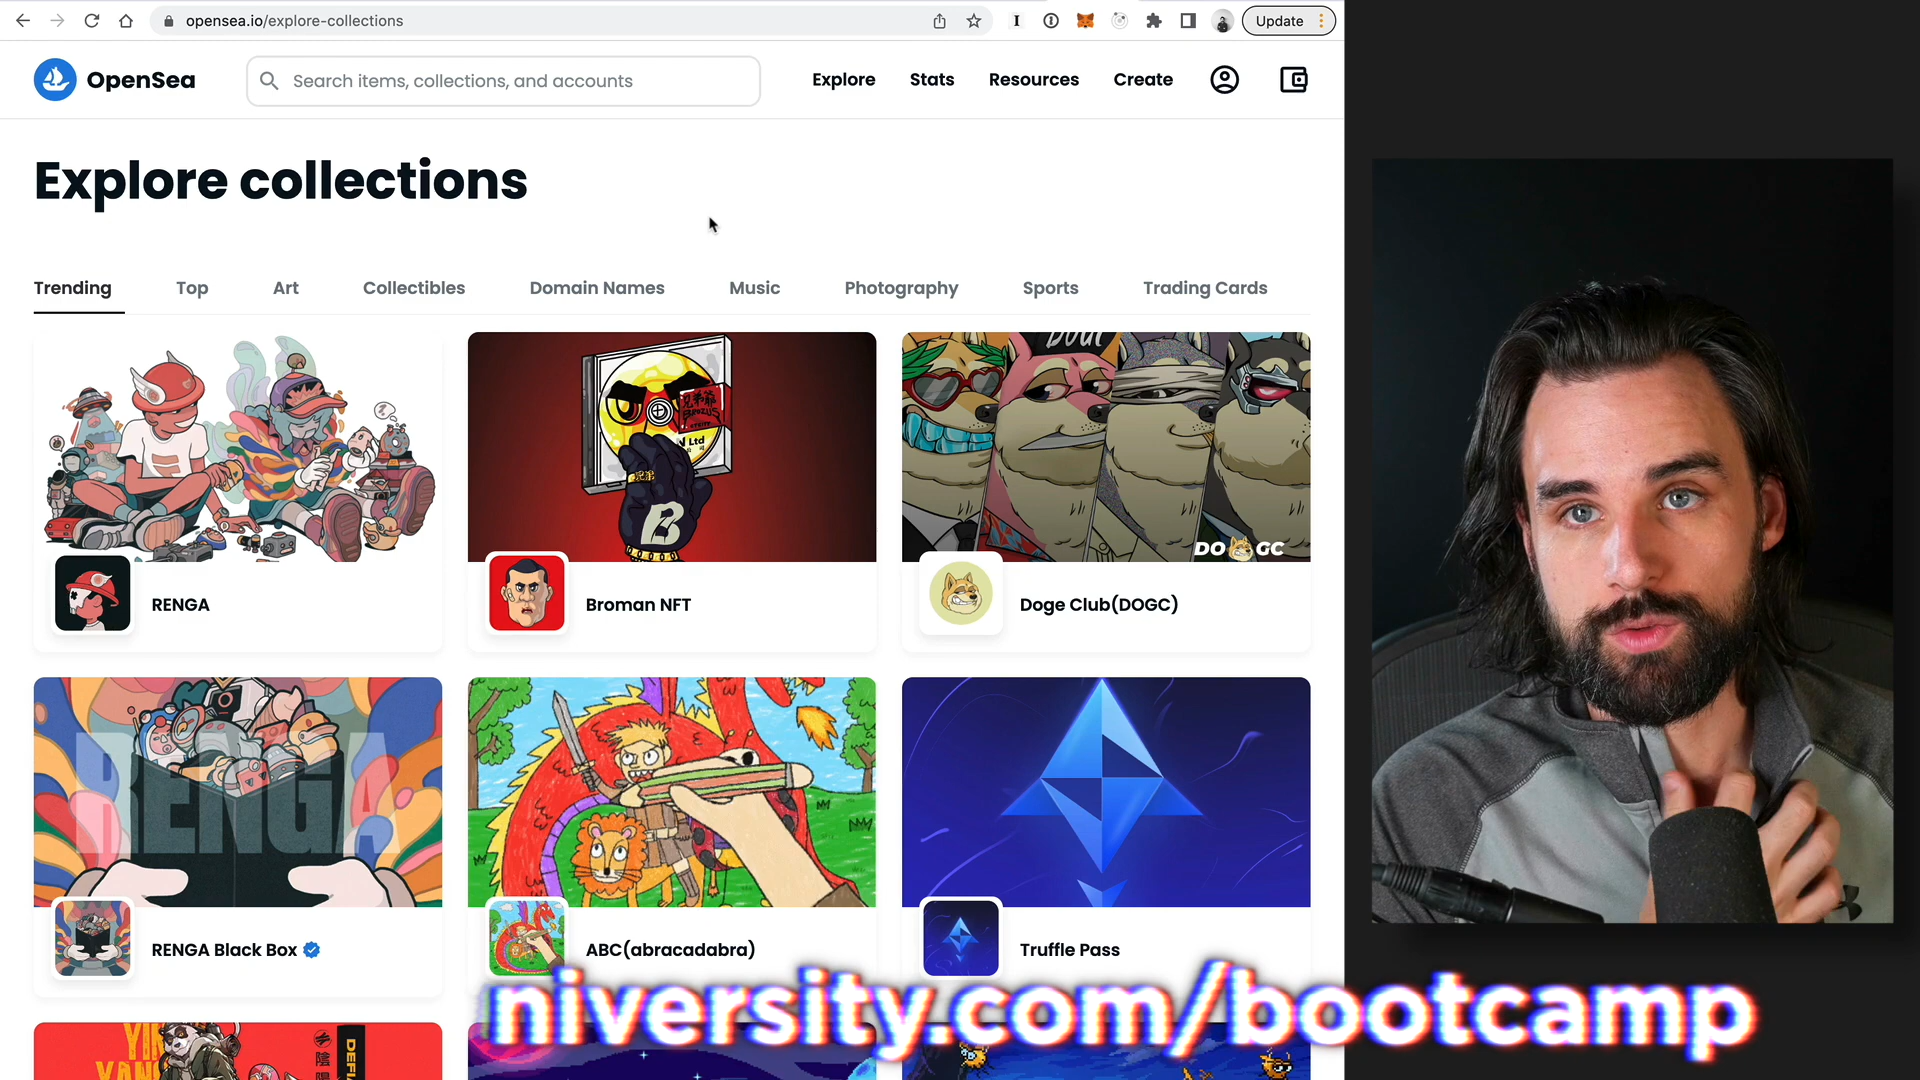 opensea.io/explore-collections
Update
OpenSea
Search items, collections, and accounts
Explore
Stats
Resources
Create
Explore collections
Trending
Top
Art
Collectibles
Domain Names
Music
Photography
Sports
Trading Cards
BROZUS
N Ltd
B
DO GC
RENGA
Broman NFT
Doge Club(DOGC)
RENGA
RENGA Black Box
ABC(abracadabra)
Truffle Pass
niversity.com/bootcamp